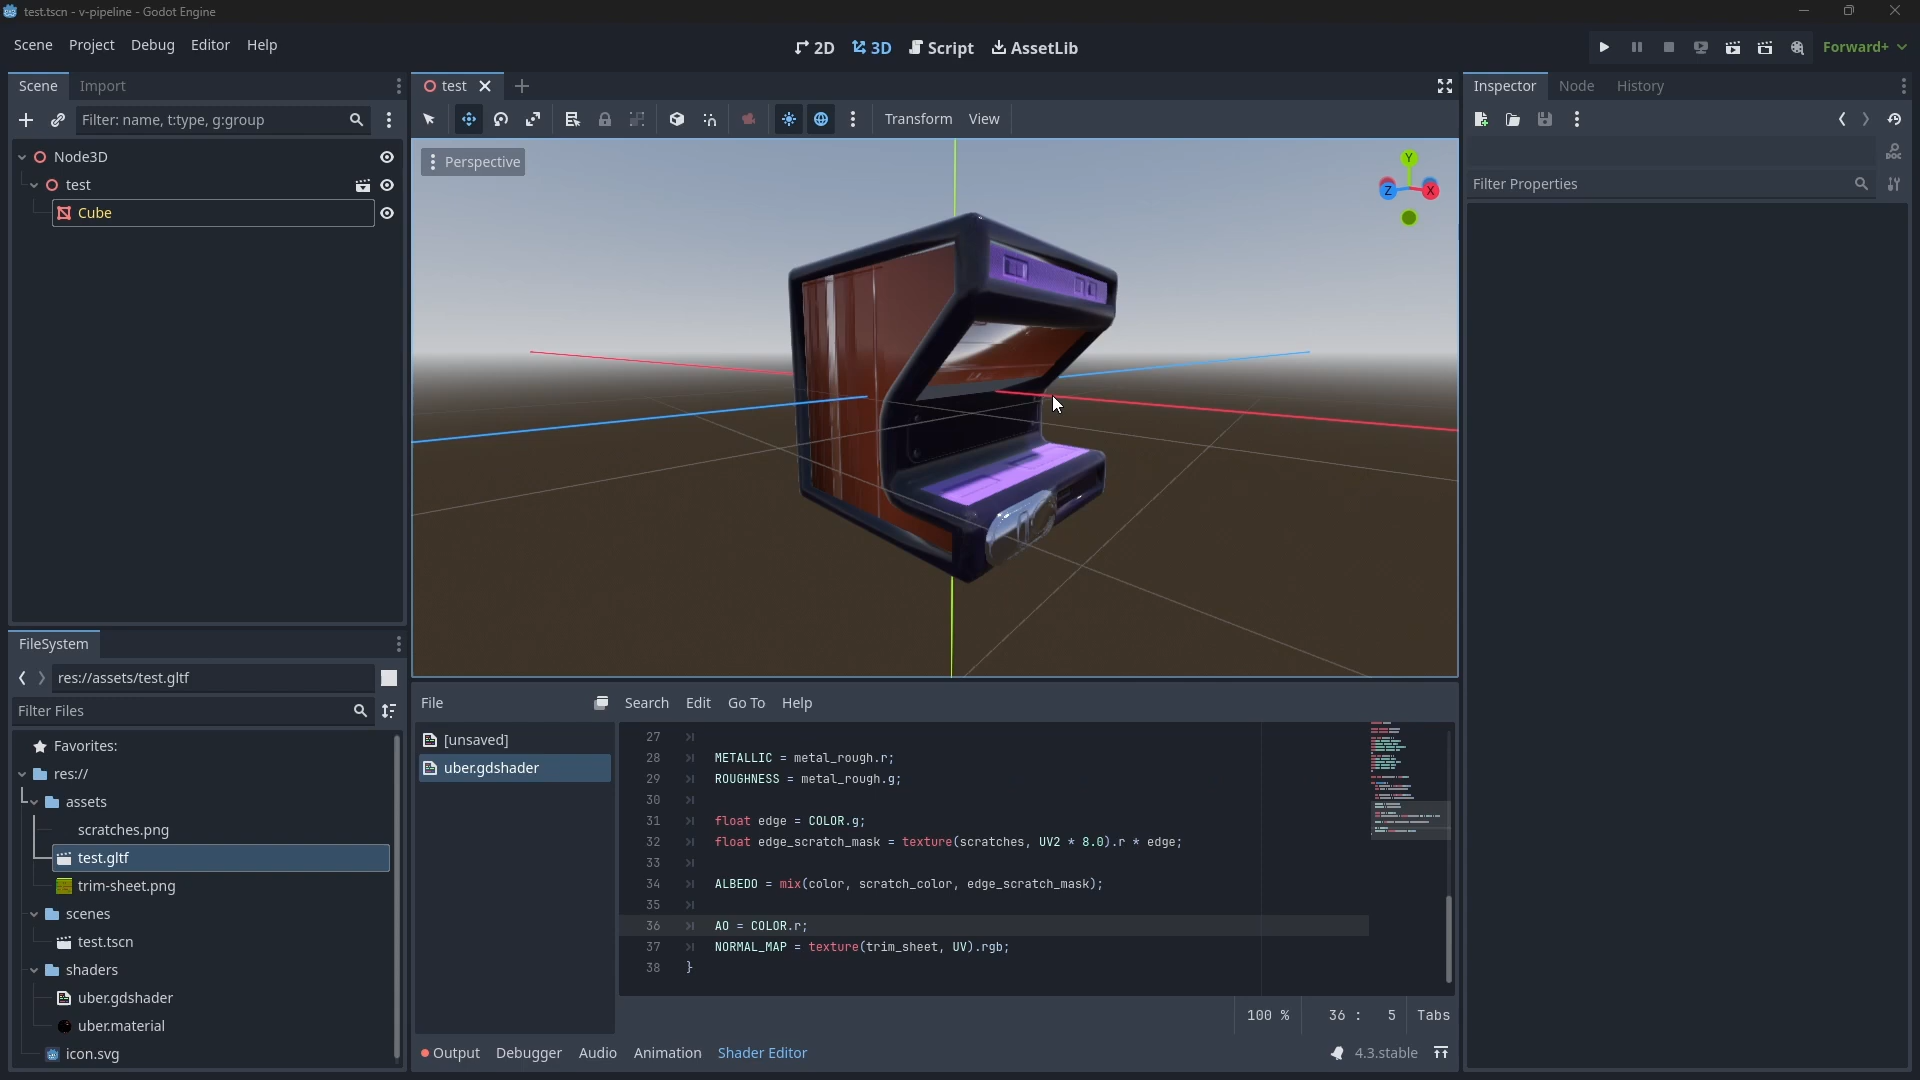 test.tscn - v-pipeline - Godot Engine
Scene Project Debug Editor Help
2D 3D Script AssetLib
Forward+
Scene Import
test
Inspector Node History
Filter: name, t:type, g:group
Transform View
Node3D
Perspective
Y
Z X
test
Filter Properties
Cube
FileSystem
res://assets/test.gltf
Filter Files
Favorites:
res://
assets
scratches.png
test.gltf
trim-sheet.png
scenes
test.tscn
shaders
uber.gdshader
uber.material
icon.svg
File Search Edit Go To Help
[unsaved]
uber.gdshader
27
28 METALLIC = metal_rough.r;
29 ROUGHNESS = metal_rough.g;
30
31 float edge = COLOR.g;
32 float edge_scratch_mask = texture(scratches, UV2 * 8.0).r * edge;
33
34 ALBEDO = mix(color, scratch_color, edge_scratch_mask);
35
36 AO = COLOR.r;
37 NORMAL_MAP = texture(trim_sheet, UV).rgb;
38 }
100 % 36 : 5 Tabs
Output Debugger Audio Animation Shader Editor
4.3.stable